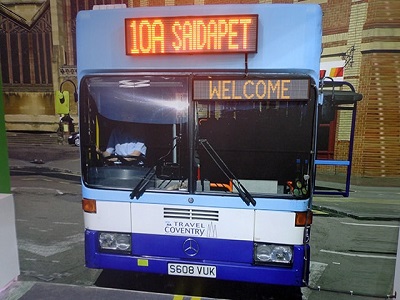 10A SAIDAPET
WELCOME
TRAVEL
COVENTRY
S608 VUK